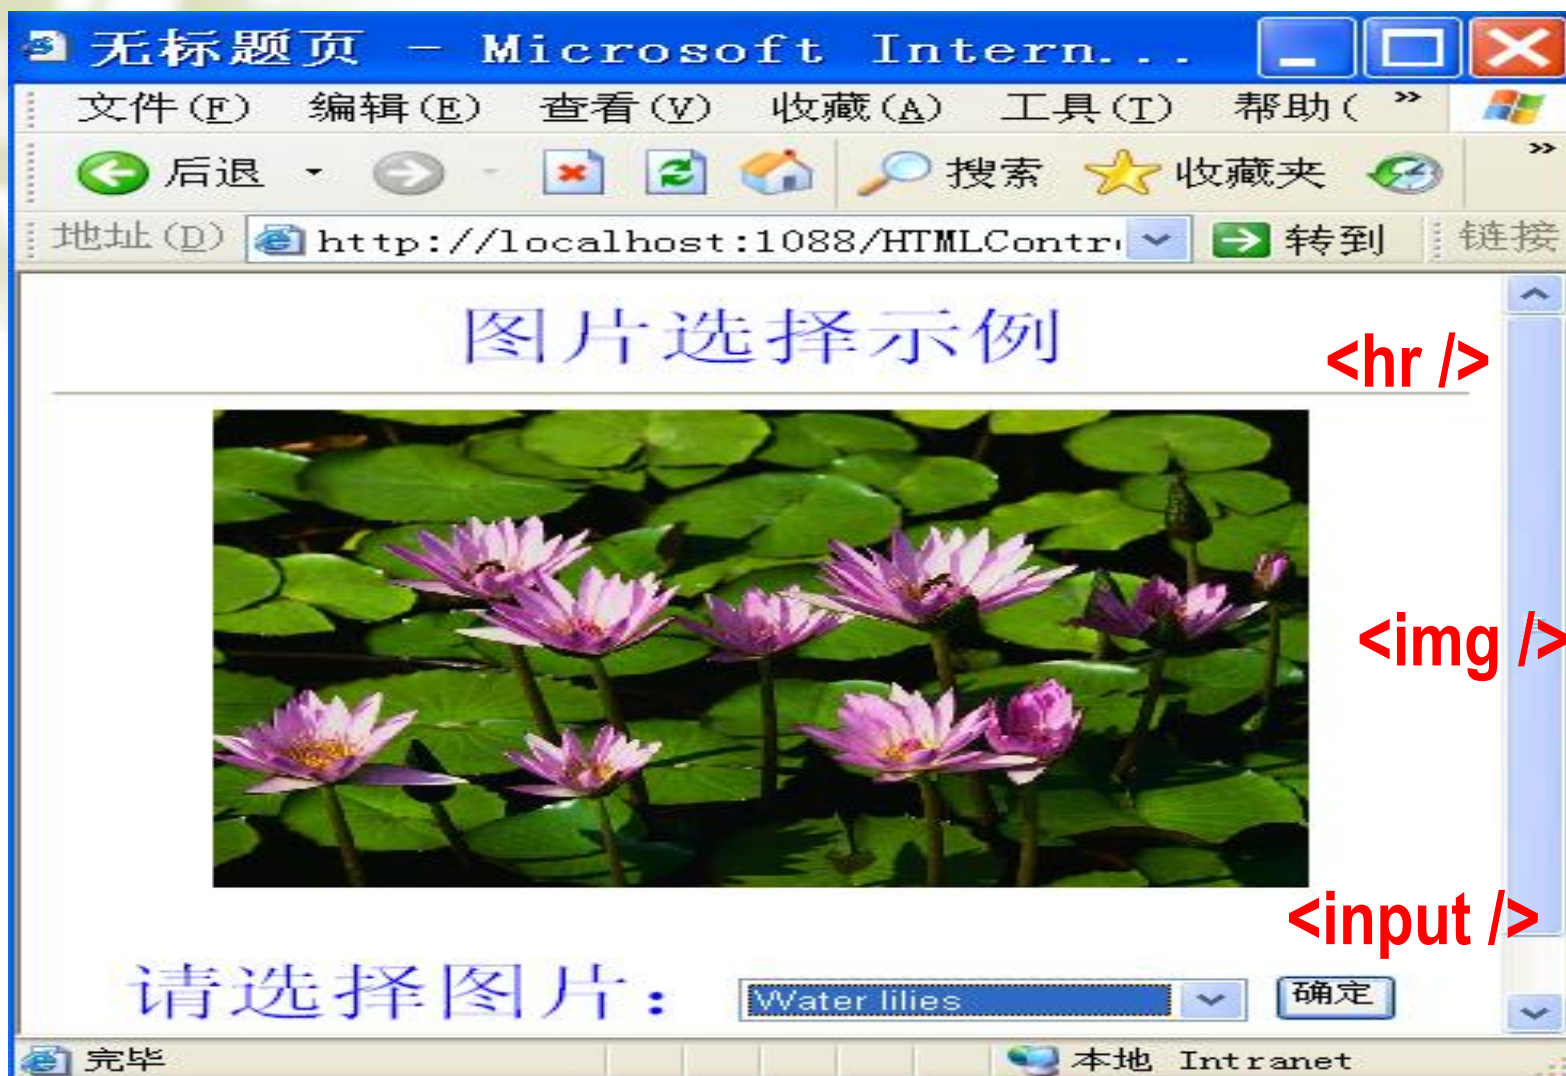 无标题页 - Microsoft Intern...
文件(F) 编辑(E) 查看(V) 收藏(A) 工具(T) 帮助( »
后退 搜索 收藏夹 »
地址(D) http://localhost:1088/HTMLContr 转到 链接
图片选择示例
<hr />
<img />
<input />
请选择图片： Water lilies 确定
完毕 本地 Intranet